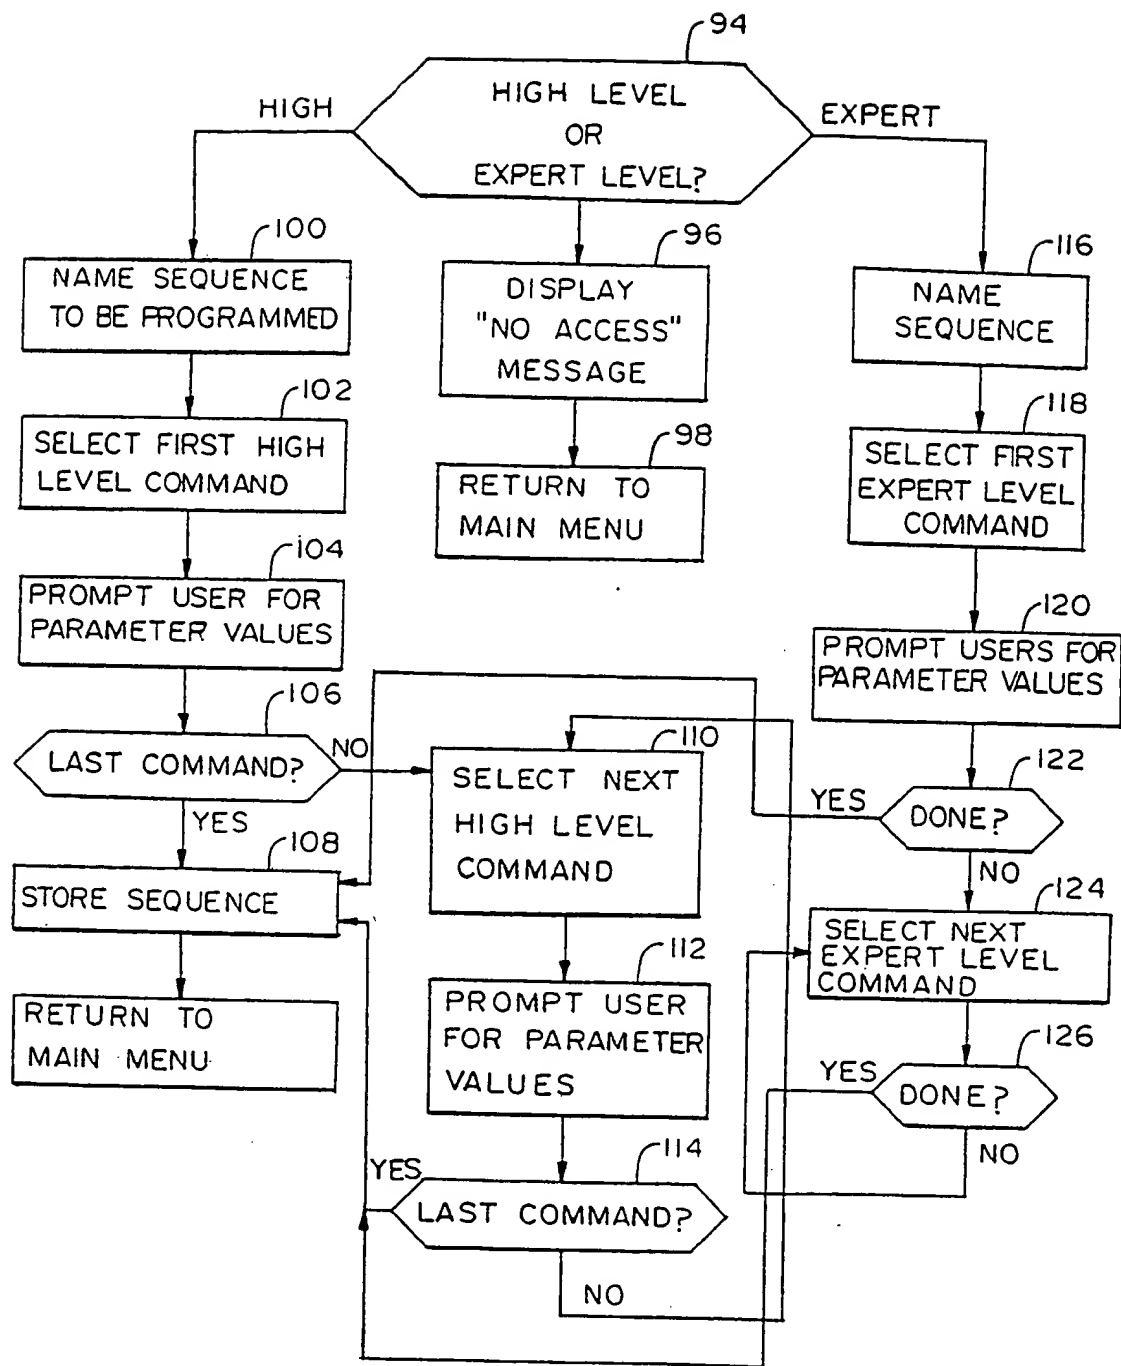 94
HIGH LEVEL
OR
EXPERT LEVEL?
HIGH
EXPERT
100
NAME SEQUENCE
TO BE PROGRAMMED
102
SELECT FIRST HIGH
LEVEL COMMAND
104
PROMPT USER FOR
PARAMETER VALUES
106
LAST COMMAND?
NO
YES
108
STORE SEQUENCE
RETURN TO
MAIN MENU
96
DISPLAY
"NO ACCESS"
MESSAGE
98
RETURN TO
MAIN MENU
110
SELECT NEXT
HIGH LEVEL
COMMAND
112
PROMPT USER
FOR PARAMETER
VALUES
114
YES
LAST COMMAND?
NO
116
NAME
SEQUENCE
118
SELECT FIRST
EXPERT LEVEL
COMMAND
120
PROMPT USERS FOR
PARAMETER VALUES
122
YES
DONE?
NO
124
SELECT NEXT
EXPERT LEVEL
COMMAND
126
YES
DONE?
NO